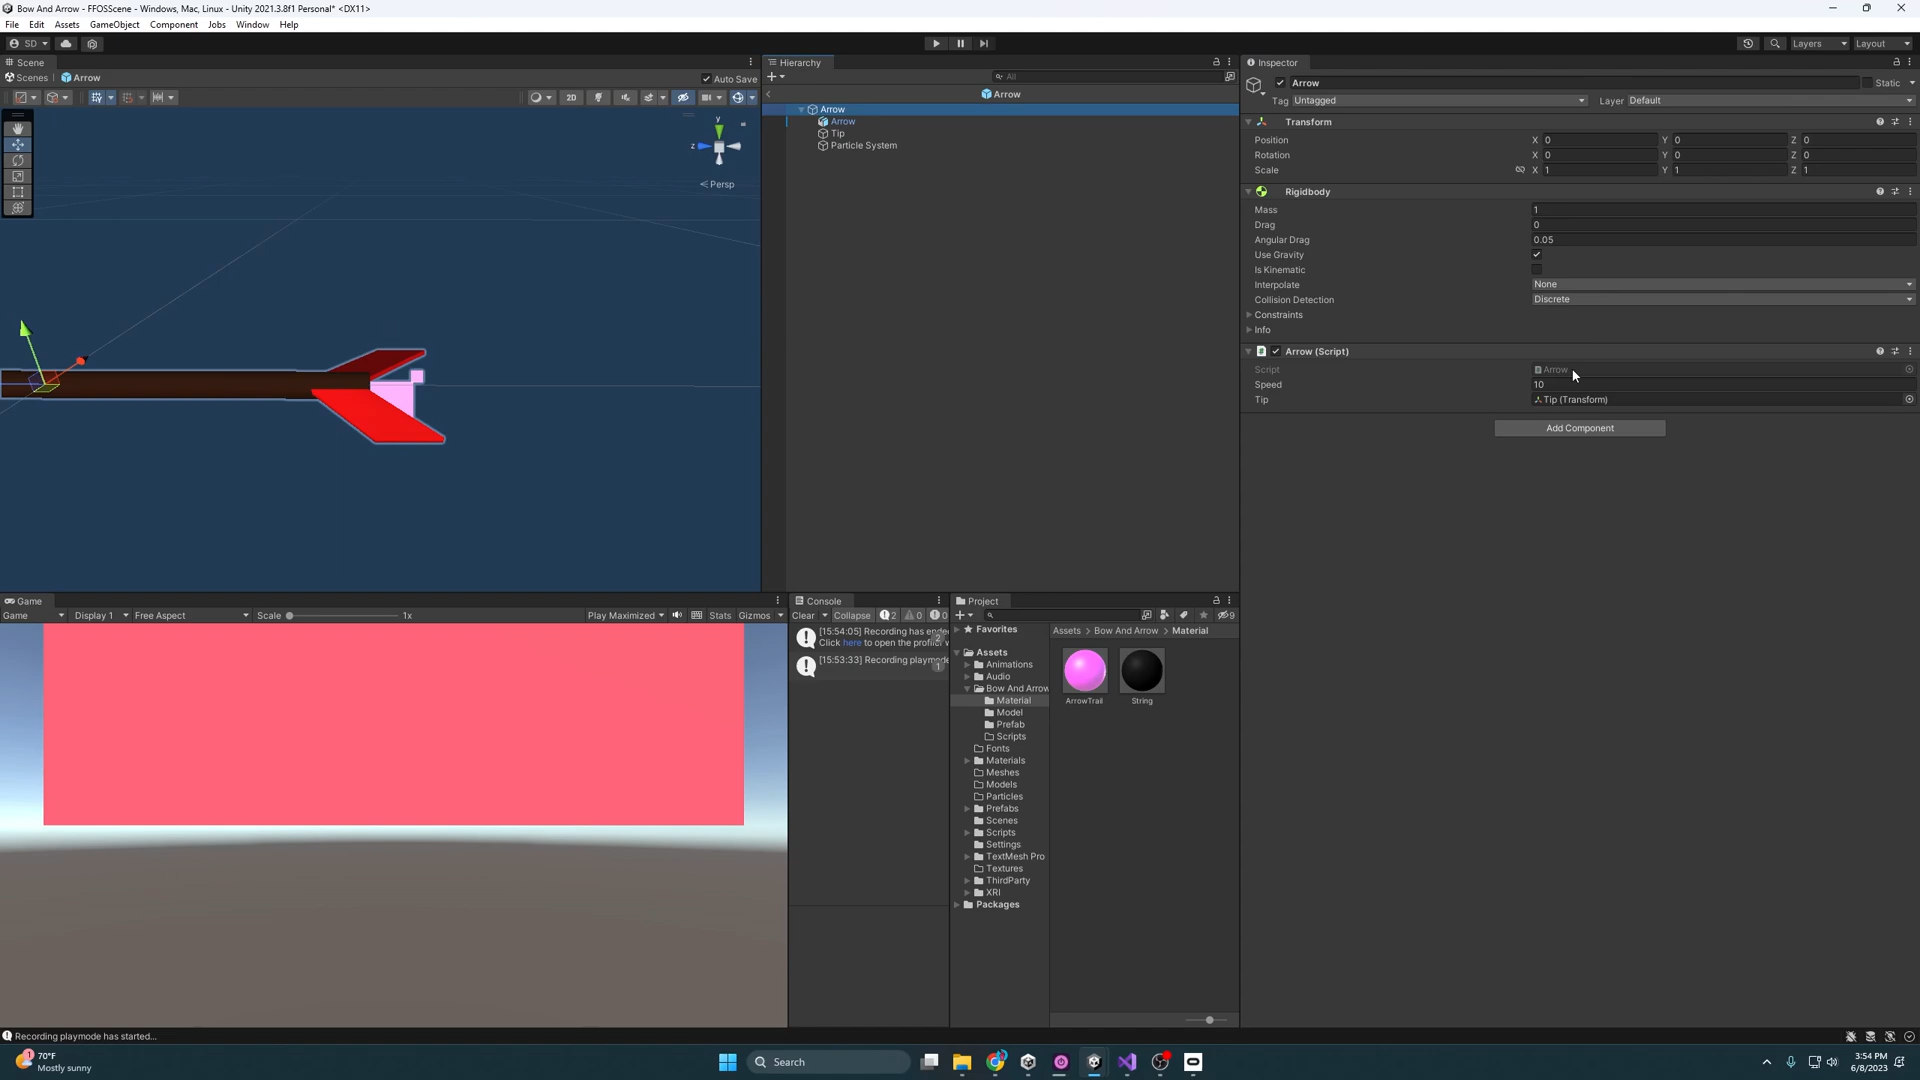 Bow And Arrow - FFOSScene - Windows, Mac, Linux - Unity 2021.3.8f1 Personal* <DX11>
File Edit Assets GameObject Component Jobs Window Help
SD Layers Layout
Scene
Scenes Arrow Auto Save
2D
y
z
Persp
Hierarchy
All
Arrow
Arrow
Arrow
Tip
Particle System
Inspector
Arrow Static
Tag Untagged Layer Default
Transform
Position X 0 Y 0 Z 0
Rotation X 0 Y 0 Z 0
Scale X 1 Y 1 Z 1
Rigidbody
Mass 1
Drag 0
Angular Drag 0.05
Use Gravity
Is Kinematic
Interpolate None
Collision Detection Discrete
Constraints
Info
Arrow (Script)
Script Arrow
Speed 10
Tip Tip (Transform)
Add Component
Game
Game Display 1 Free Aspect Scale 1x Play Maximized Stats Gizmos
Console
Clear Collapse 2 0 0
[15:54:05] Recording has ende
Click here to open the profiler w
2
[15:53:33] Recording playmode
1
Project
9
Favorites
Assets
Animations
Audio
Bow And Arrow
Material
Model
Prefab
Scripts
Fonts
Materials
Meshes
Models
Particles
Prefabs
Scenes
Scripts
Settings
TextMesh Pro
Textures
ThirdParty
XRI
Packages
Assets > Bow And Arrow > Material
ArrowTrail String
Recording playmode has started...
1 70°F
Mostly sunny
Search
3:54 PM
6/8/2023